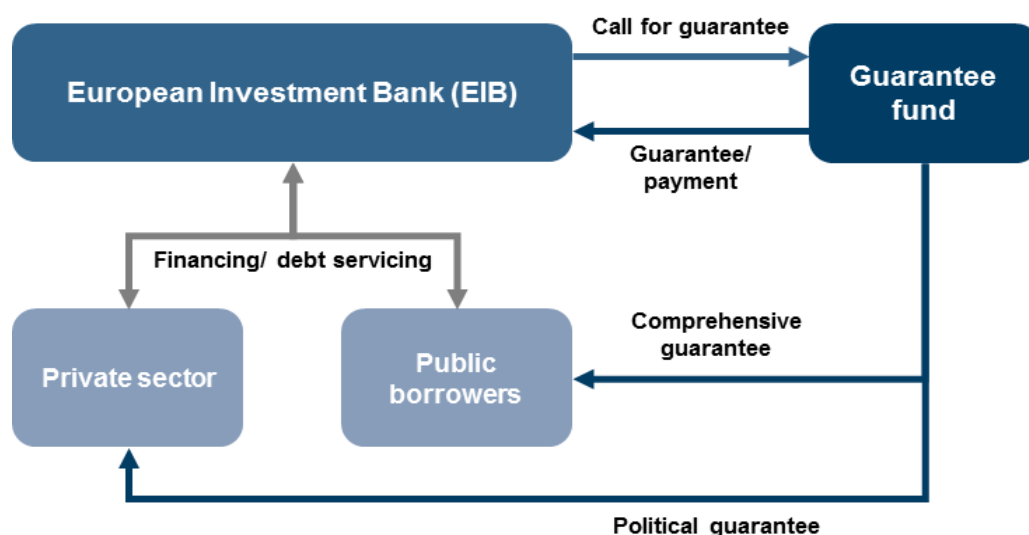 Call for guarantee
European Investment Bank (EIB)
Guarantee
fund
Guarantee/
payment
Financing/ debt servicing
Private sector
Public
borrowers
Comprehensive
guarantee
Political guarantee